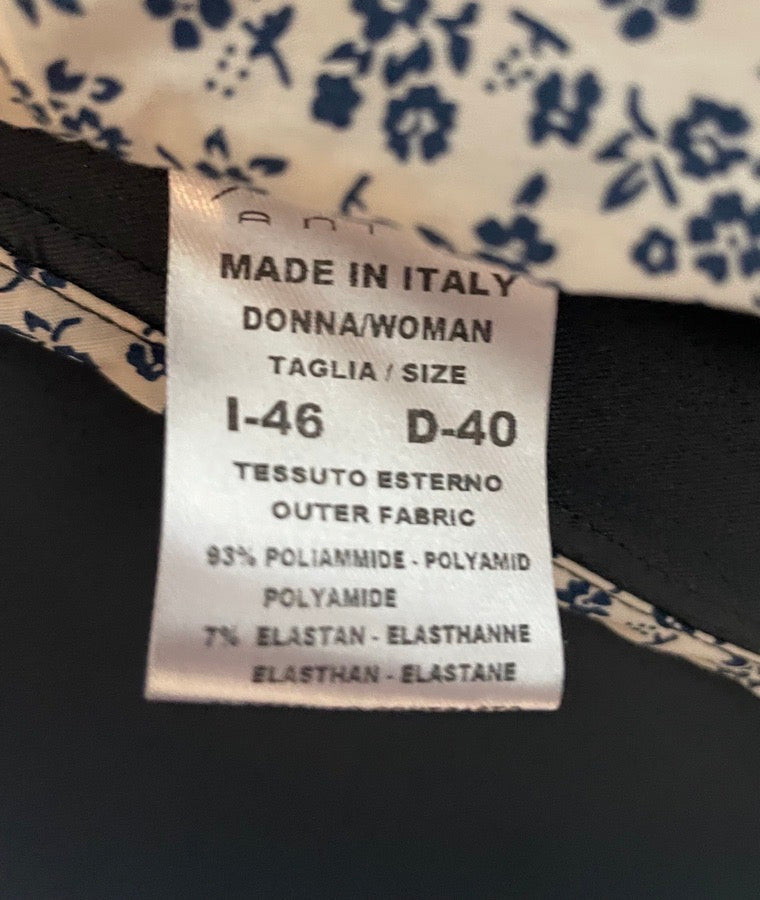 MADE IN ITALY
DONNA/WOMAN
TAGLIA / SIZE
I-46 D-40
TESSUTO ESTERNO
OUTER FABRIC
93% POLIAMMIDE - POLYAMID
POLYAMIDE
7% ELASTAN - ELASTHANNE
ELASTHAN - ELASTANE